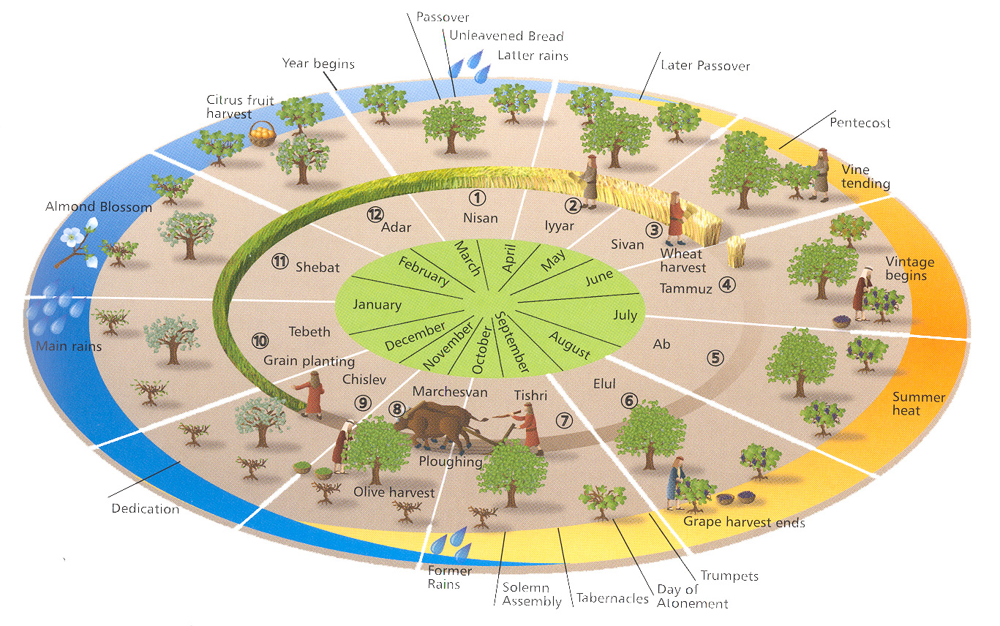 Passover
Unleavened Bread
Latter rains
Year begins
Later Passover
Citrus fruit
harvest
Pentecost
Vine
tending
Almond Blossom
Vintage
begins
Main rains
Summer
heat
Dedication
Grape harvest ends
Former
Rains
Solemn
Assembly
Tabernacles
Day of
Atonement
Trumpets
1
Nisan
2
Iyyar
3
Sivan
Wheat
harvest
Tammuz
4
Ab
5
Elul
6
Tishri
7
Marchesvan
8
Ploughing
Olive harvest
Chislev
9
Grain planting
Tebeth
10
Shebat
11
Adar
12
January
February
March
April
May
June
July
August
September
October
November
December